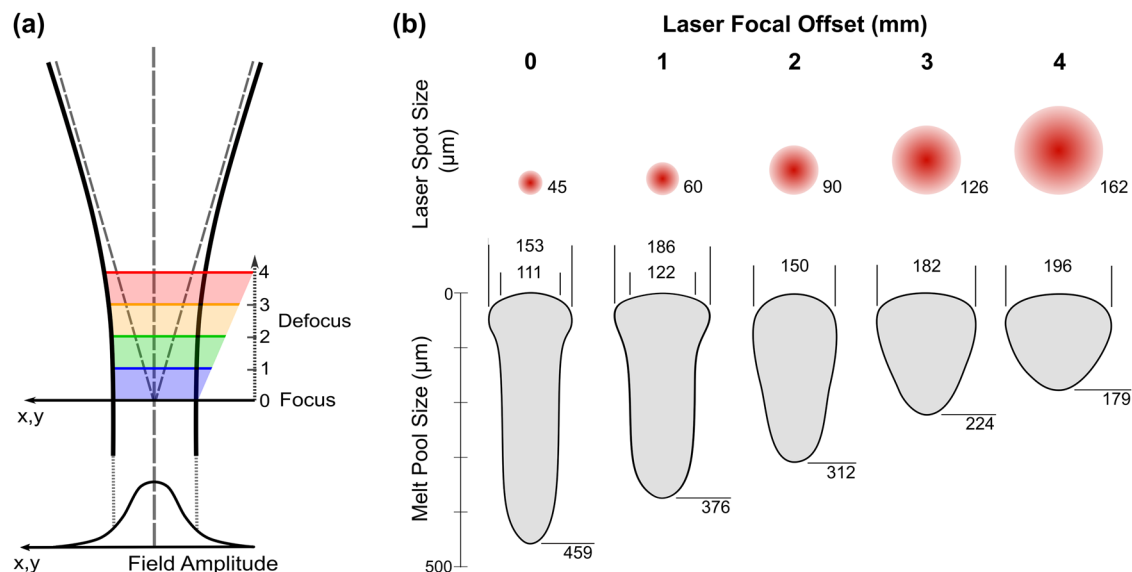 (a)
4
3
Defocus
2
1
0 Focus
x,y
x,y
Field Amplitude
(b)
Laser Focal Offset (mm)
0 1 2 3 4
Laser Spot Size
(μm)
45 60 90 126 162
153 186 150 182 196
111 122
Melt Pool Size (μm)
0
500
459
376
312
224
179